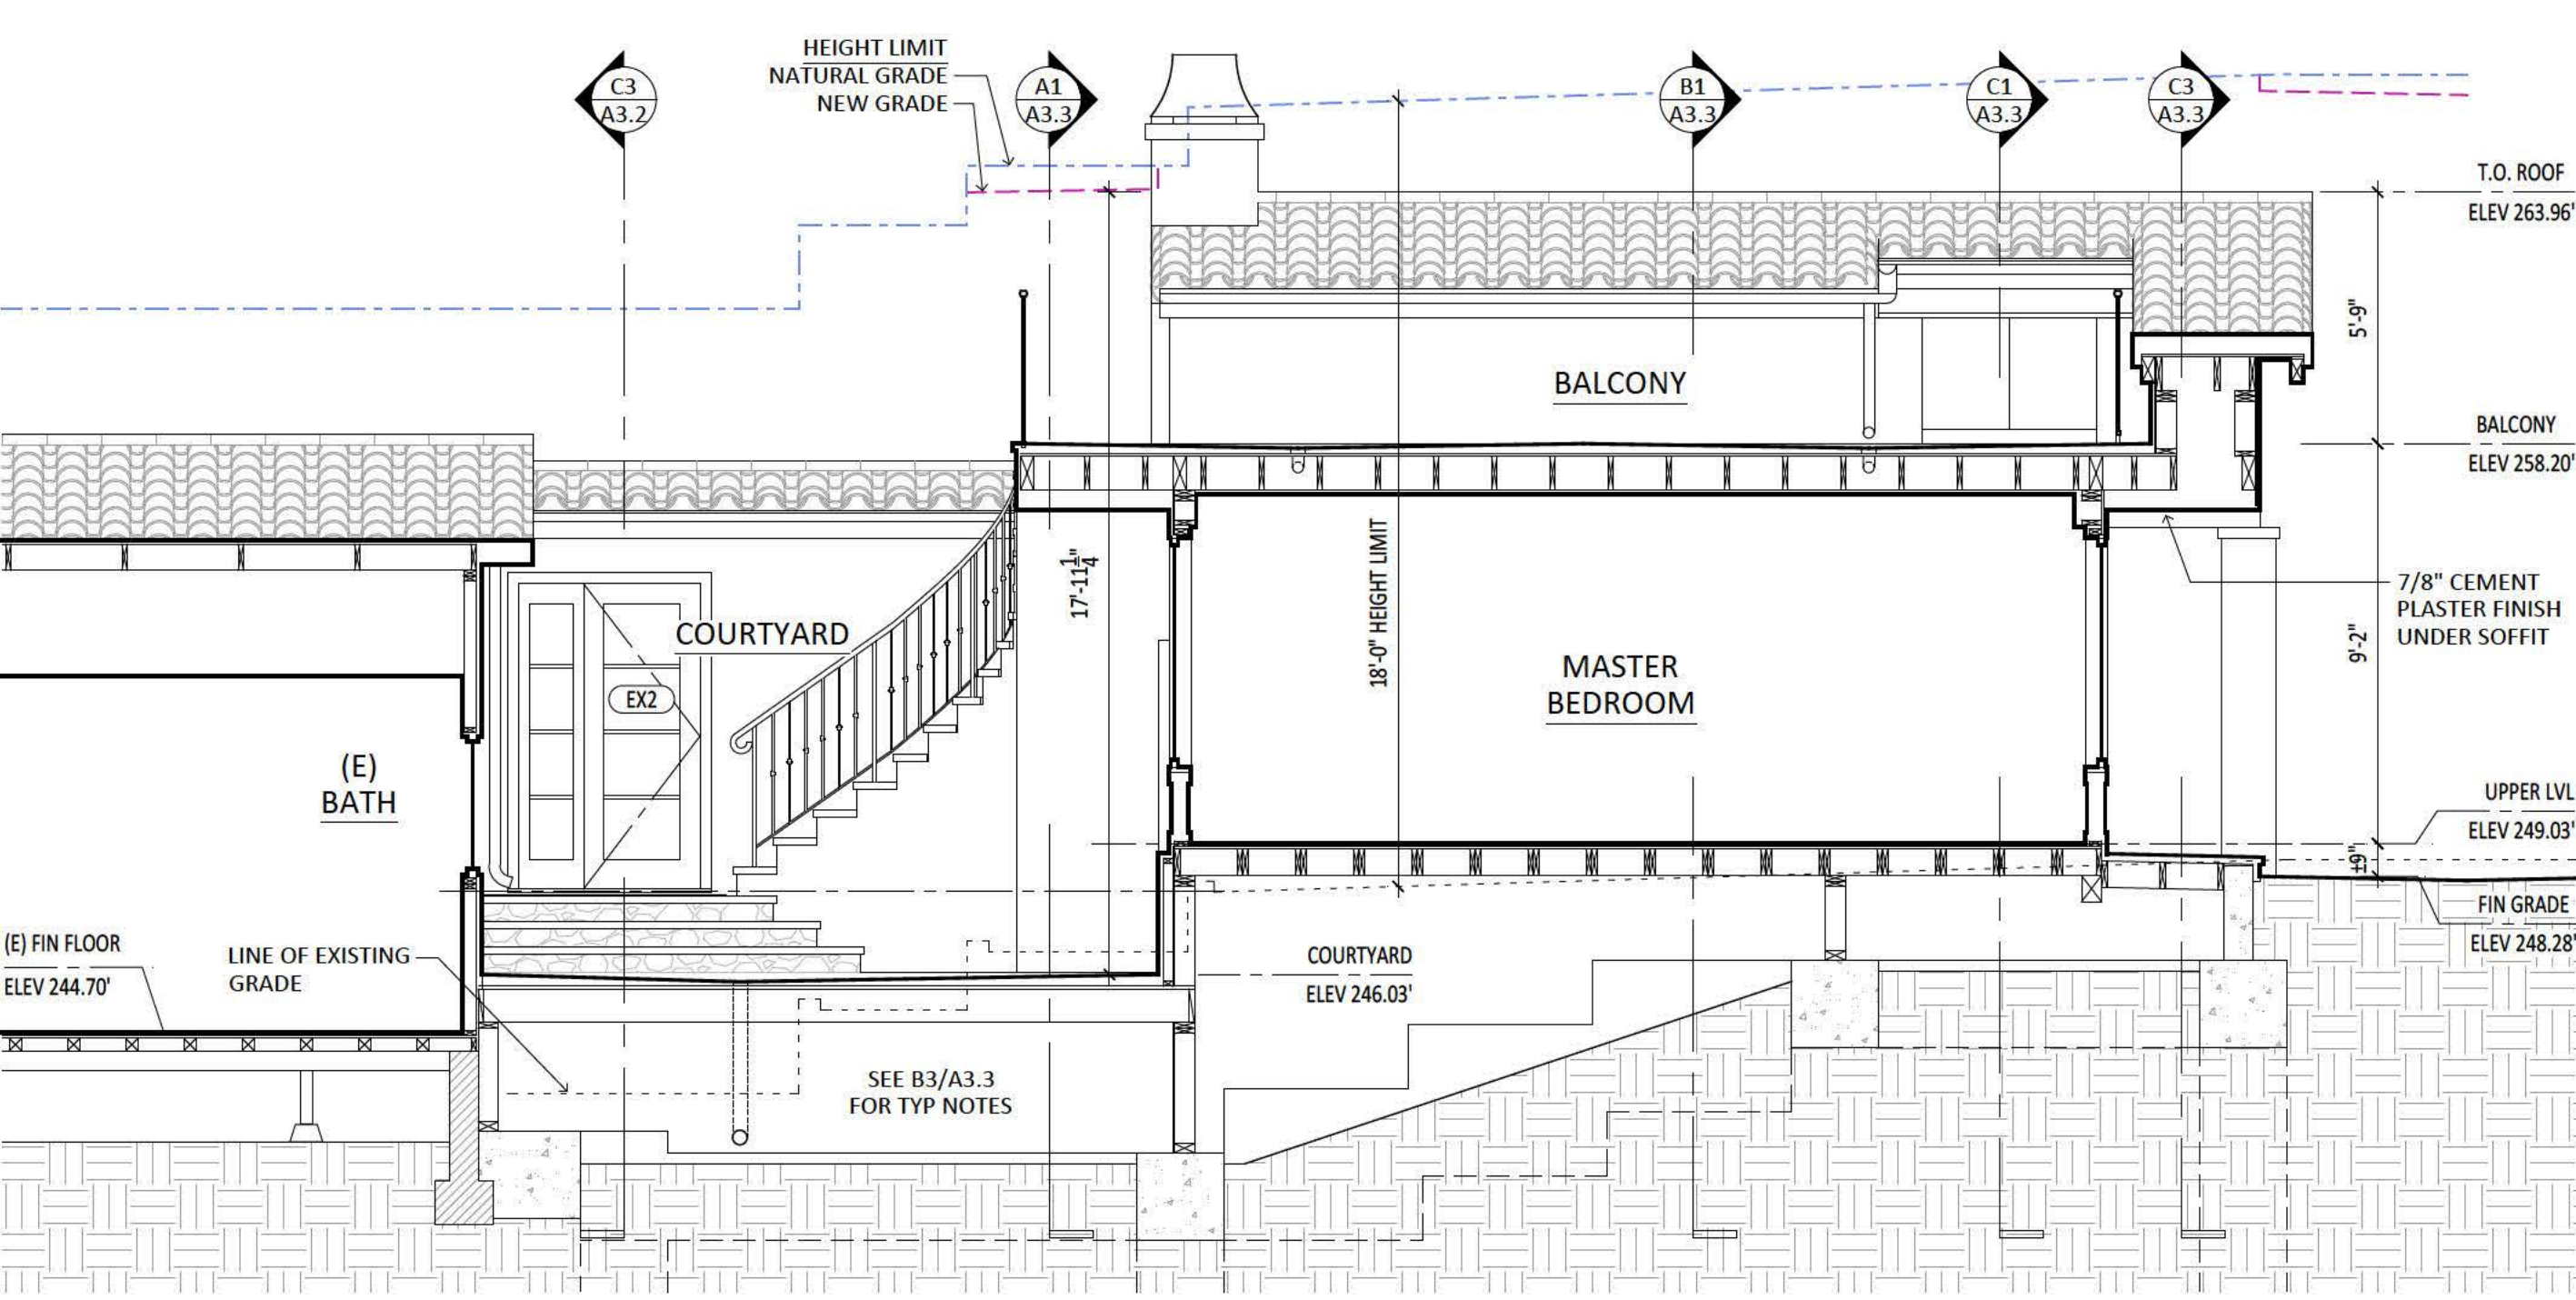 HEIGHT LIMIT
NATURAL GRADE
NEW GRADE
C3
A3.2
A1
A3.3
B1
A3.3
C1
A3.3
C3
A3.3
T.O. ROOF
ELEV 263.96'
5'-9"
BALCONY
BALCONY
ELEV 258.20'
17'-11 1/4"
18'-0" HEIGHT LIMIT
7/8" CEMENT
PLASTER FINISH
UNDER SOFFIT
9'-2"
COURTYARD
EX2
MASTER
BEDROOM
(E)
BATH
UPPER LVL
ELEV 249.03'
±9"
FIN GRADE
ELEV 248.28'
(E) FIN FLOOR
ELEV 244.70'
LINE OF EXISTING
GRADE
COURTYARD
ELEV 246.03'
SEE B3/A3.3
FOR TYP NOTES